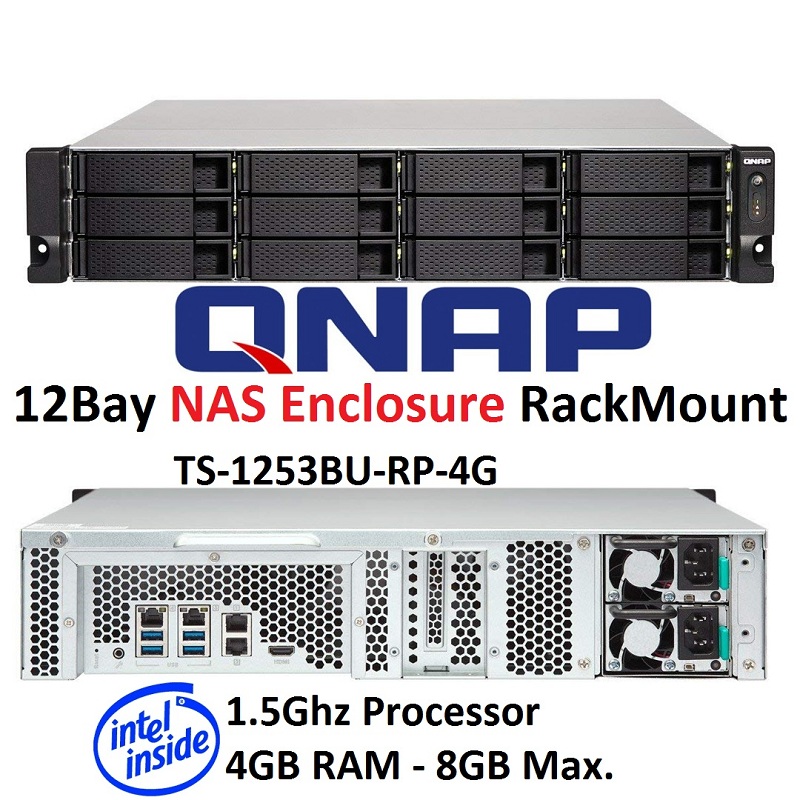 QNAP
QNAP
12Bay NAS Enclosure RackMount
TS-1253BU-RP-4G
HDMI
intel inside
1.5Ghz Processor
4GB RAM - 8GB Max.